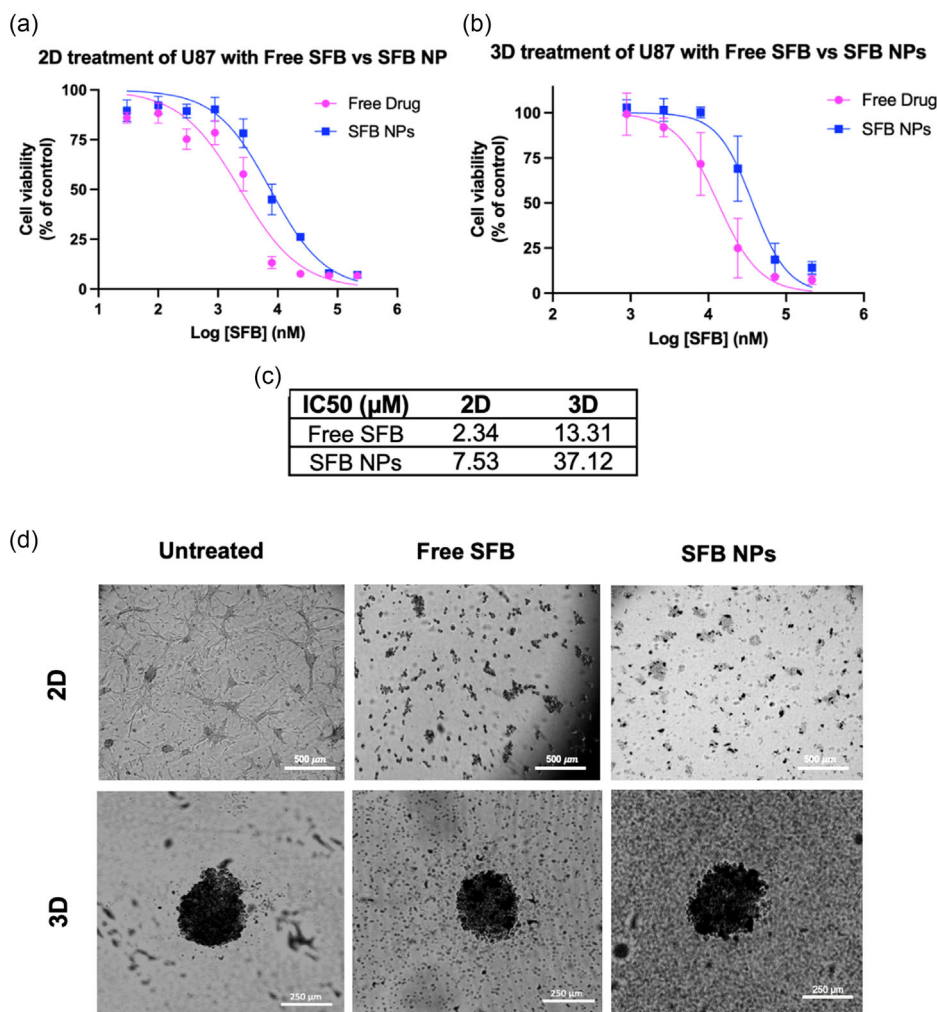 (a)
2D treatment of U87 with Free SFB vs SFB NP
100
75
50
25
0
Cell viability
(% of control)
Free Drug
SFB NPs
1 2 3 4 5 6
Log [SFB] (nM)
(b)
3D treatment of U87 with Free SFB vs SFB NPs
100
75
50
25
0
Cell viability
(% of control)
Free Drug
SFB NPs
2 3 4 5 6
Log [SFB] (nM)
(c)
IC50 (µM) 2D 3D
Free SFB 2.34 13.31
SFB NPs 7.53 37.12
(d)
Untreated Free SFB SFB NPs
2D
500 µm 500 µm 500 µm
3D
250 µm 250 µm 250 µm